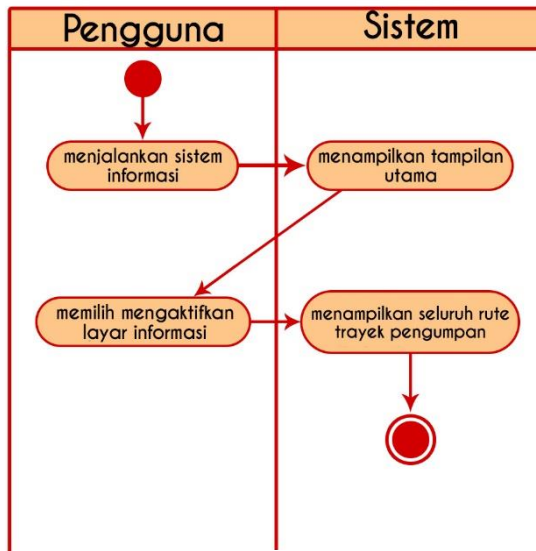 Pengguna
Sistem
menjalankan sistem
informasi
menampilkan tampilan
utama
memilih mengaktifkan
layar informasi
menampilkan seluruh rute
trayek pengumpan